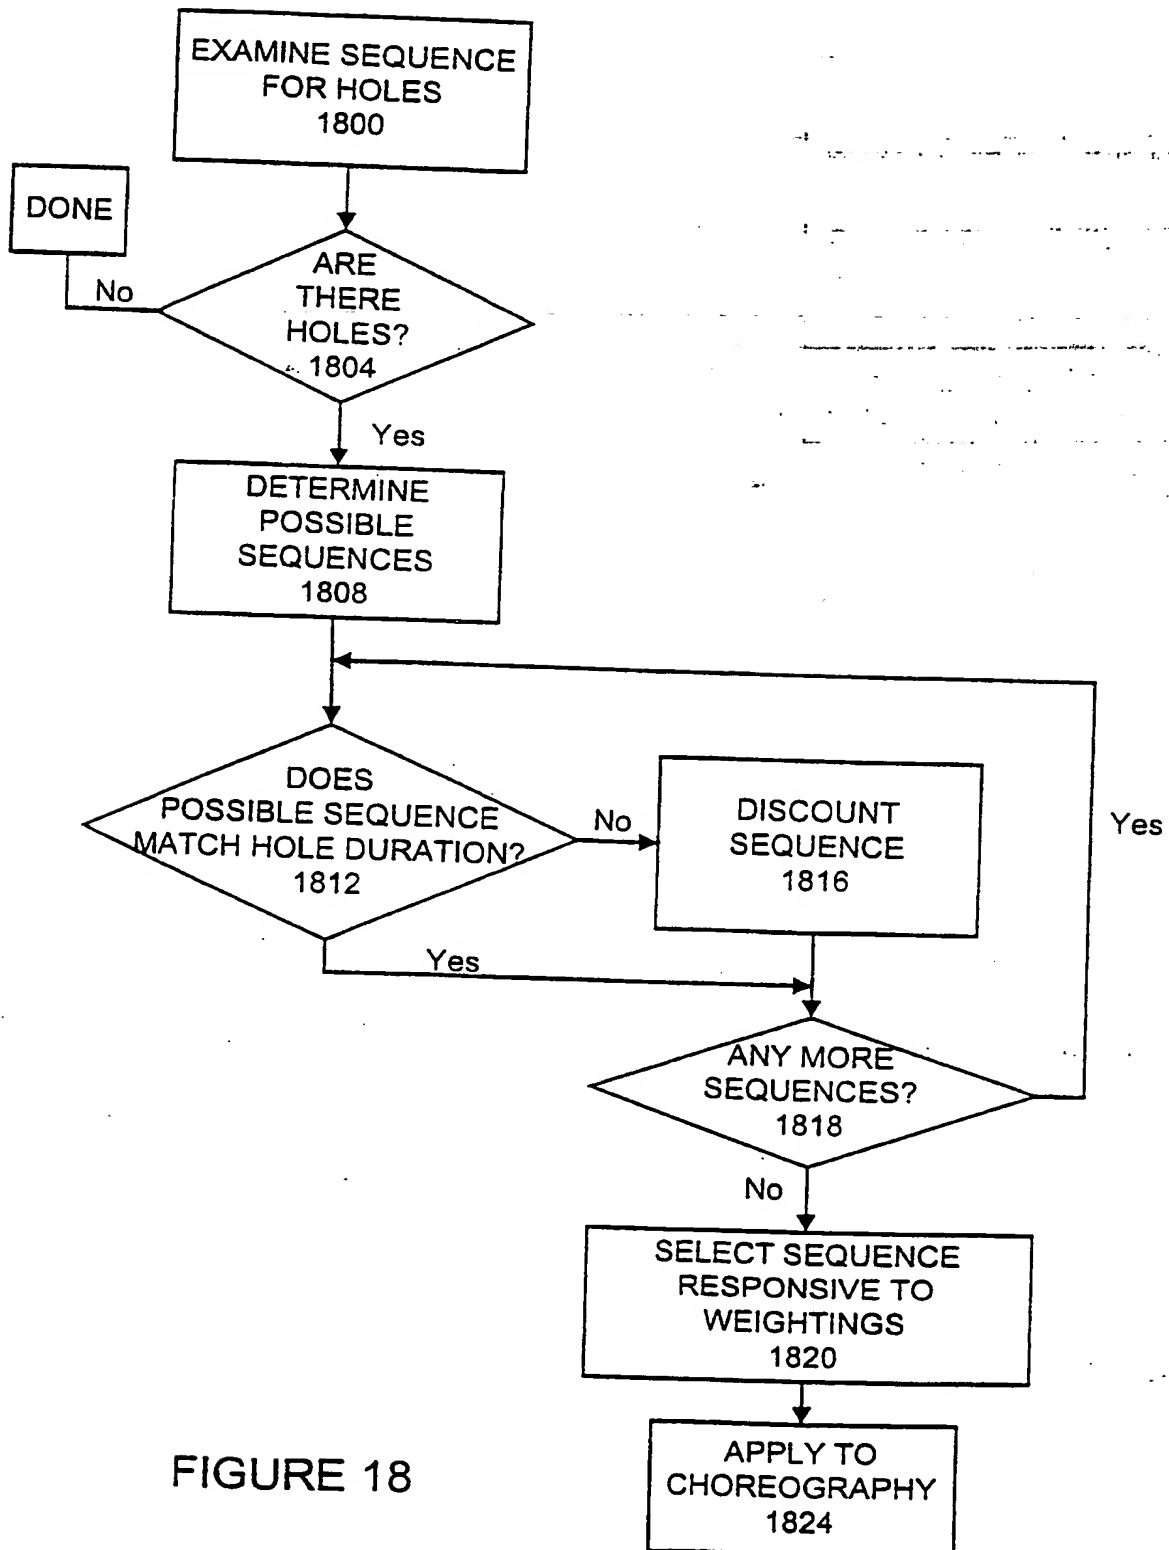 EXAMINE SEQUENCE
FOR HOLES
1800
DONE
No
ARE
THERE
HOLES?
1804
Yes
DETERMINE
POSSIBLE
SEQUENCES
1808
DOES
POSSIBLE SEQUENCE
MATCH HOLE DURATION?
1812
No
DISCOUNT
SEQUENCE
1816
Yes
Yes
ANY MORE
SEQUENCES?
1818
No
SELECT SEQUENCE
RESPONSIVE TO
WEIGHTINGS
1820
APPLY TO
CHOREOGRAPHY
1824
FIGURE 18